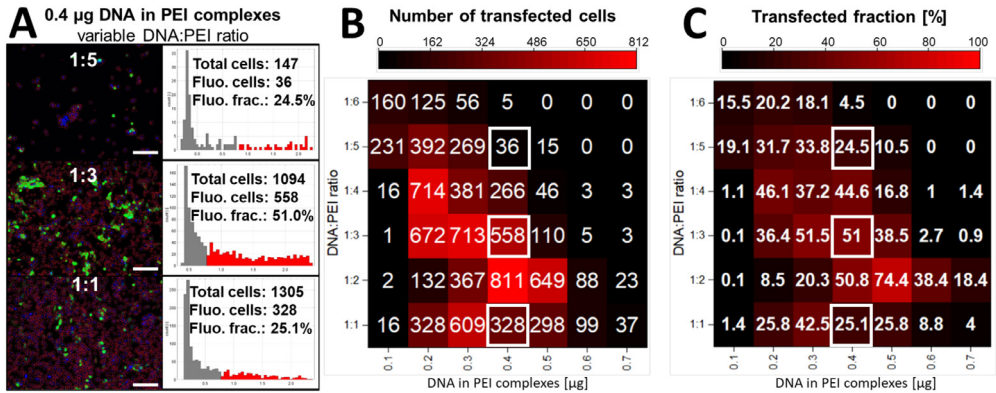 A
0.4 µg DNA in PEI complexes
variable DNA:PEI ratio
1:5
Total cells: 147
Fluo. cells: 36
Fluo. frac.: 24.5%
1:3
Total cells: 1094
Fluo. cells: 558
Fluo. frac.: 51.0%
1:1
Total cells: 1305
Fluo. cells: 328
Fluo. frac.: 25.1%
B
Number of transfected cells
0 162 324 486 650 812
DNA:PEI ratio
1:6 160 125 56 5 0 0 0
1:5 231 392 269 36 15 0 0
1:4 16 714 381 266 46 3 3
1:3 1 672 713 558 110 5 3
1:2 2 132 367 811 649 88 23
1:1 16 328 609 328 298 99 37
0.1 0.2 0.3 0.4 0.5 0.6 0.7
DNA in PEI complexes [µg]
C
Transfected fraction [%]
0 20 40 60 80 100
DNA:PEI ratio
1:6 15.5 20.2 18.1 4.5 0 0 0
1:5 19.1 31.7 33.8 24.5 10.5 0 0
1:4 1.1 46.1 37.2 44.6 16.8 1 1.4
1:3 0.1 36.4 51.5 51 38.5 2.7 0.9
1:2 0.1 8.5 20.3 50.8 74.4 38.4 18.4
1:1 1.4 25.8 42.5 25.1 25.8 8.8 4
0.1 0.2 0.3 0.4 0.5 0.6 0.7
DNA in PEI complexes [µg]